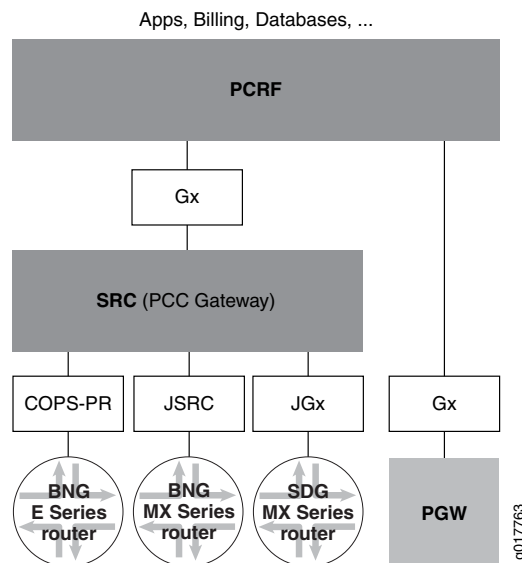 Apps, Billing, Databases, ...
PCRF
Gx
SRC (PCC Gateway)
COPS-PR
JSRC
JGx
Gx
BNG
E Series
router
BNG
MX Series
router
SDG
MX Series
router
PGW
g017763